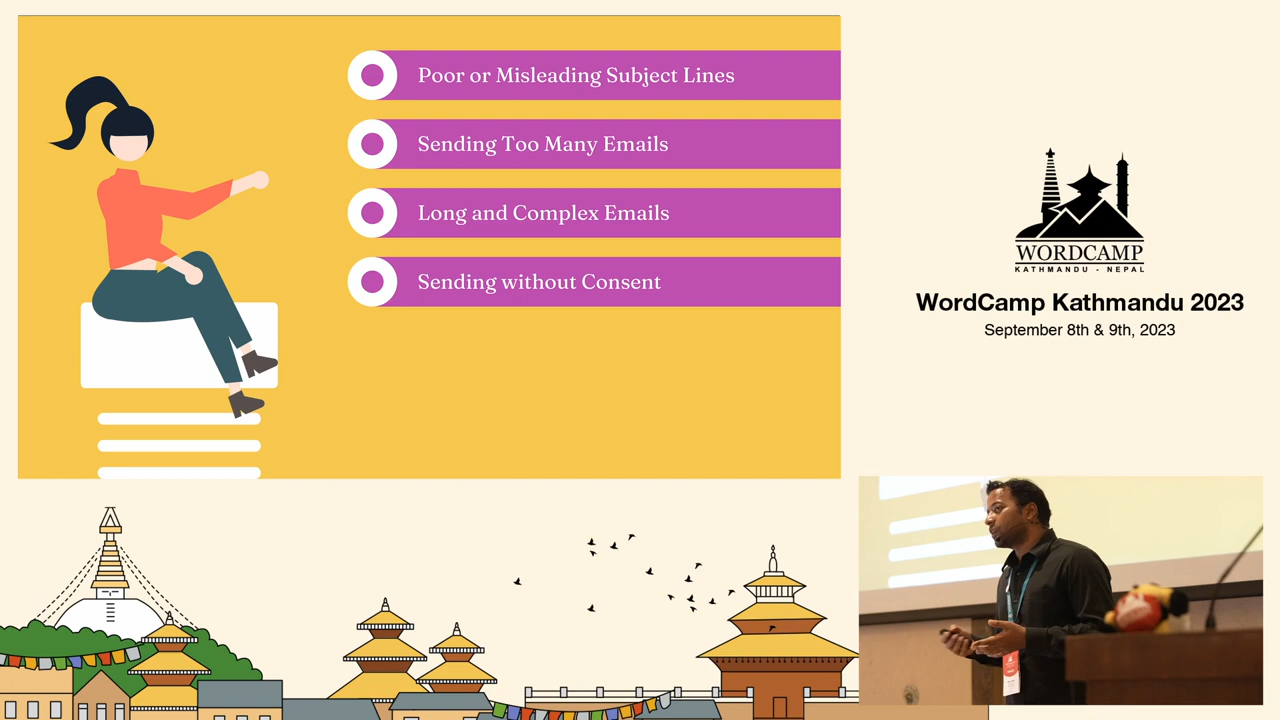 Poor or Misleading Subject Lines
Sending Too Many Emails
Long and Complex Emails
Sending without Consent
WORDCAMP
KATHMANDU - NEPAL
WordCamp Kathmandu 2023
September 8th & 9th, 2023